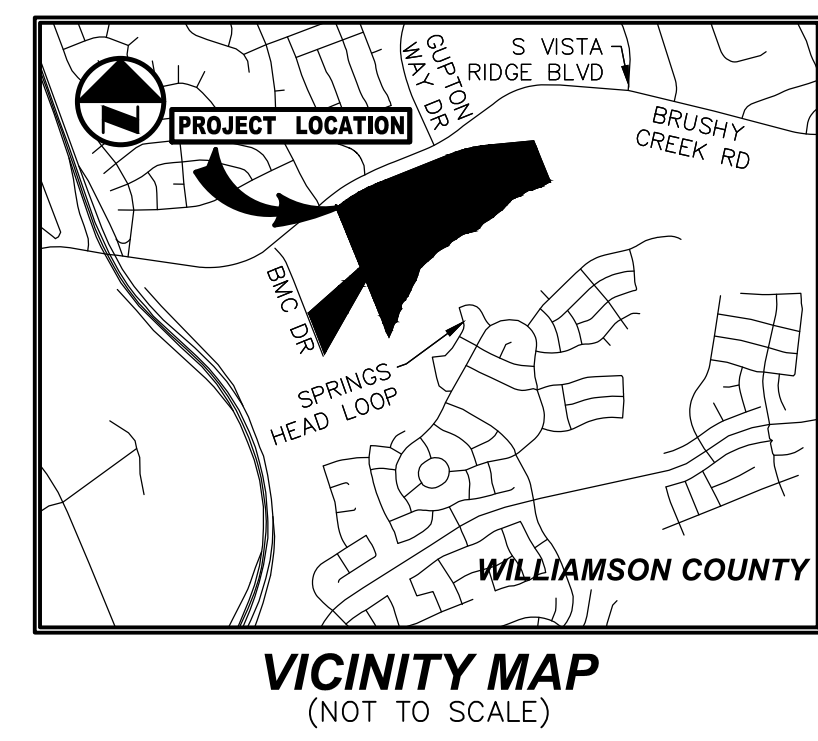 GUPTON
WAY DR
S VISTA
RIDGE BLVD
BRUSHY
CREEK RD
N
PROJECT LOCATION
BMC DR
SPRINGS
HEAD LOOP
WILLIAMSON COUNTY
VICINITY MAP
(NOT TO SCALE)